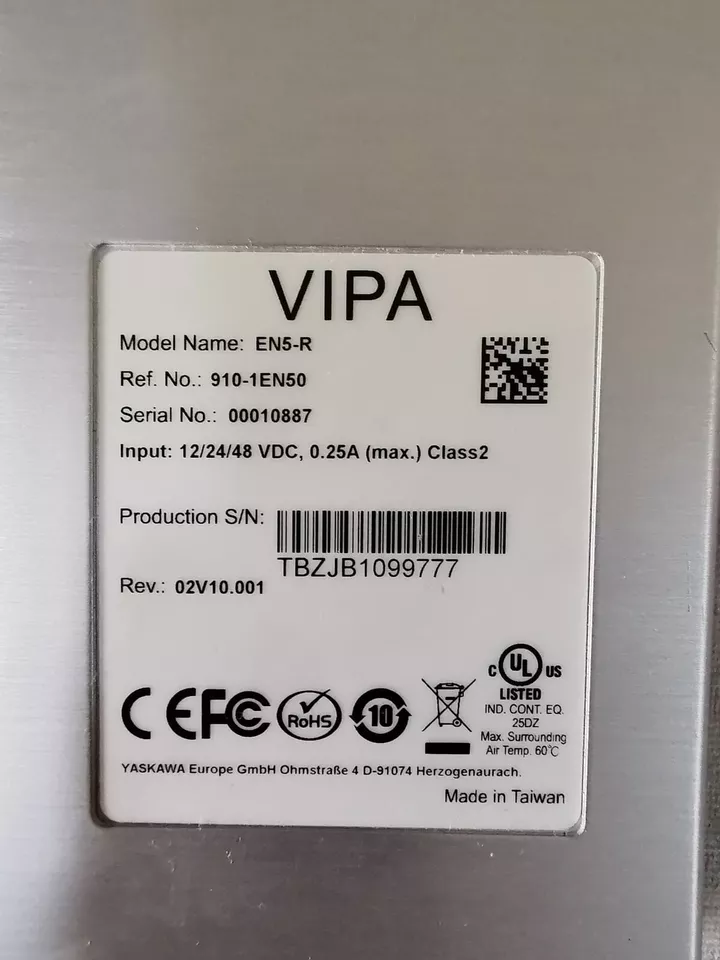 VIPA
Model Name: EN5-R
Ref. No.: 910-1EN50
Serial No.: 00010887
Input: 12/24/48 VDC, 0.25A (max.) Class2
Production S/N:
TBZJB1099777
Rev.: 02V10.001
CE FC RoHS 10 c UL US
LISTED
IND. CONT. EQ.
25DZ
Max. Surrounding
Air Temp. 60℃
YASKAWA Europe GmbH Ohmstraße 4 D-91074 Herzogenaurach.
Made in Taiwan